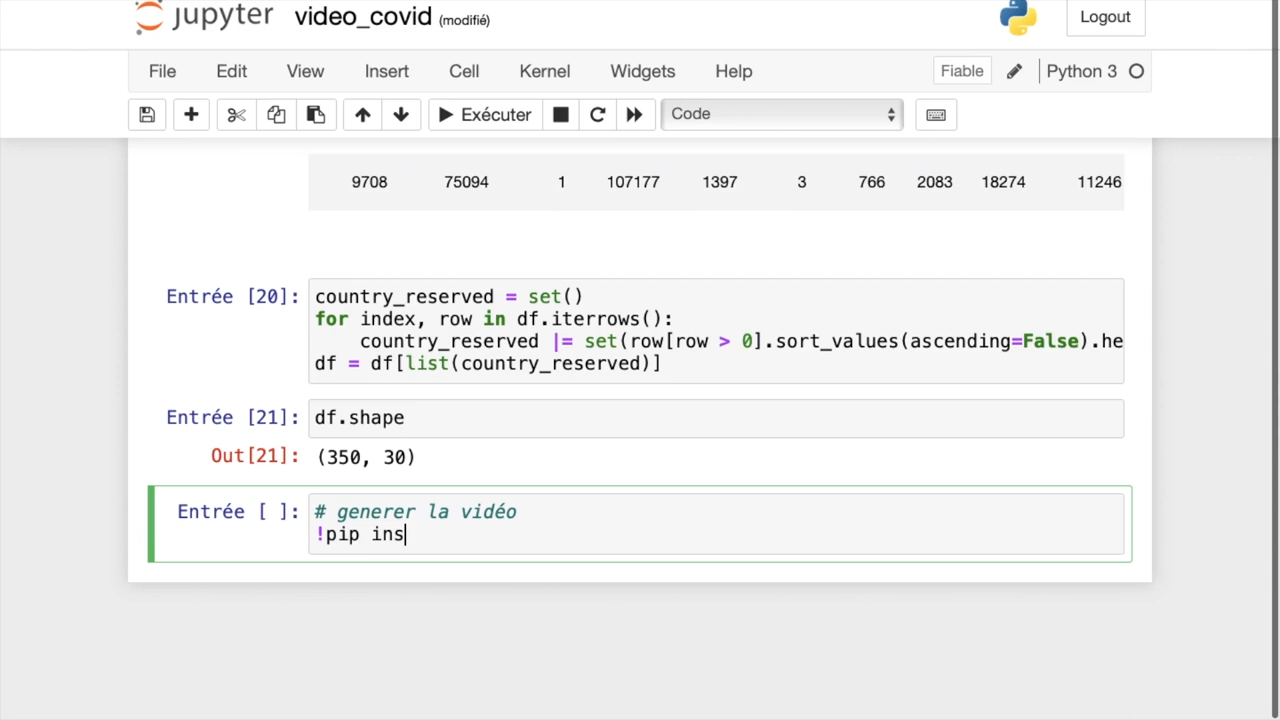 jupyter video_covid (modifié) Logout
File Edit View Insert Cell Kernel Widgets Help Fiable Python 3
Exécuter Code
9708 75094 1 107177 1397 3 766 2083 18274 11246
Entrée [20]: country_reserved = set()
for index, row in df.iterrows():
    country_reserved |= set(row[row > 0].sort_values(ascending=False).he
df = df[list(country_reserved)]
Entrée [21]: df.shape
Out[21]: (350, 30)
Entrée [ ]: # generer la vidéo
!pip ins